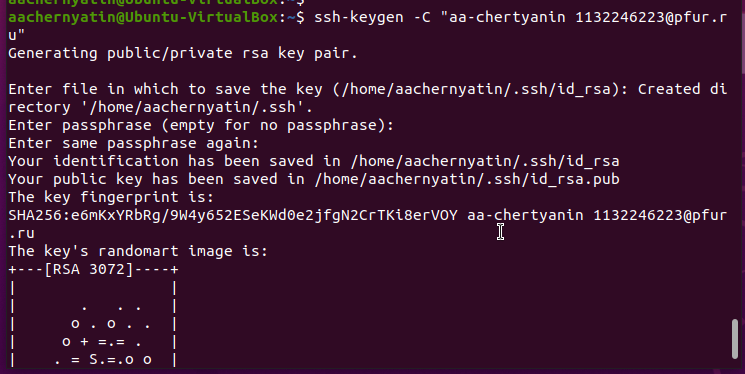 aachernyatin@Ubuntu-VirtualBox:~$
aachernyatin@Ubuntu-VirtualBox:~$ ssh-keygen -C "aa-chertyanin 1132246223@pfur.r
u"
Generating public/private rsa key pair.

Enter file in which to save the key (/home/aachernyatin/.ssh/id_rsa): Created di
rectory '/home/aachernyatin/.ssh'.
Enter passphrase (empty for no passphrase):
Enter same passphrase again:
Your identification has been saved in /home/aachernyatin/.ssh/id_rsa
Your public key has been saved in /home/aachernyatin/.ssh/id_rsa.pub
The key fingerprint is:
SHA256:e6mKxYRbRg/9W4y652ESeKWd0e2jfgN2CrTKi8erVOY aa-chertyanin 1132246223@pfur
.ru
The key's randomart image is:
+---[RSA 3072]----+
|                 |
|       .   . .   |
|      o . o . .  |
|     o + =.= .   |
|    . = S.=.o o  |